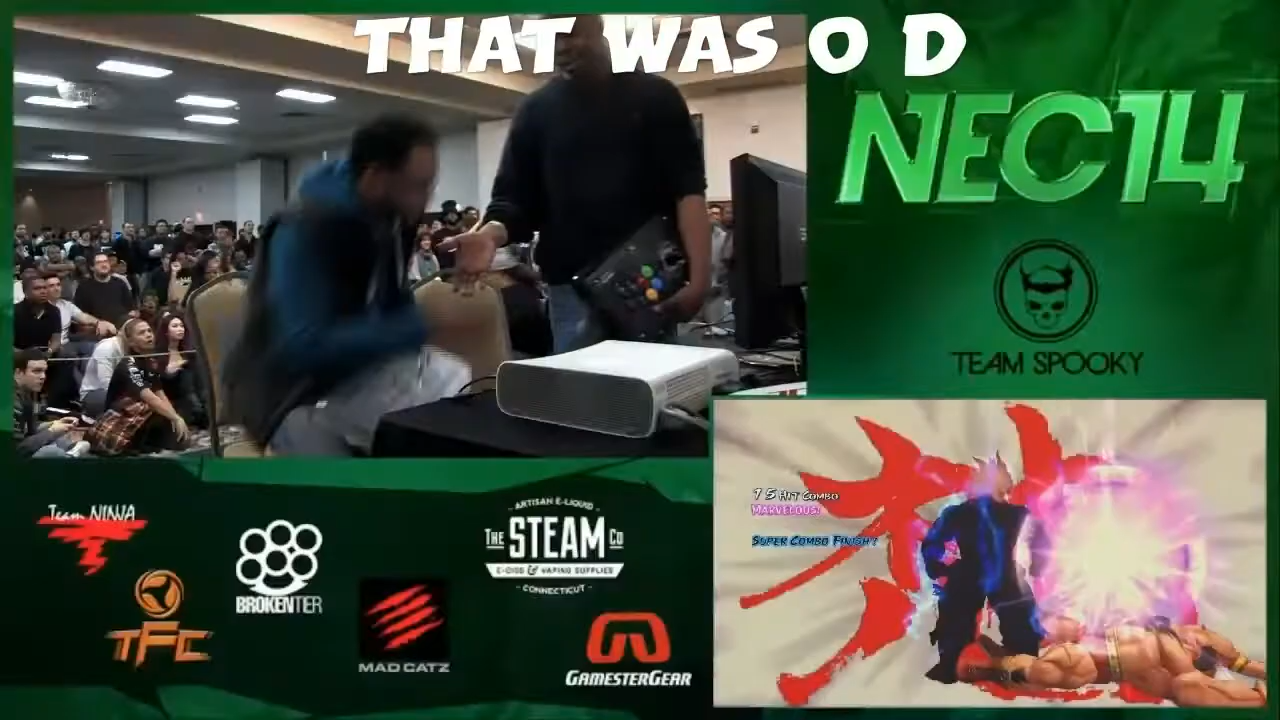 THAT WAS O D
NEC14
TEAM SPOOKY
15 HIT COMBO
MARVELOUS!
SUPER COMBO FINISH!
Team NINJA
TFC
BROKENTIER
MAD CATZ
- ARTISAN E-LIQUID -
THE STEAM CO
E-CIGS & VAPING SUPPLIES
- CONNECTICUT -
GAMESTERGEAR